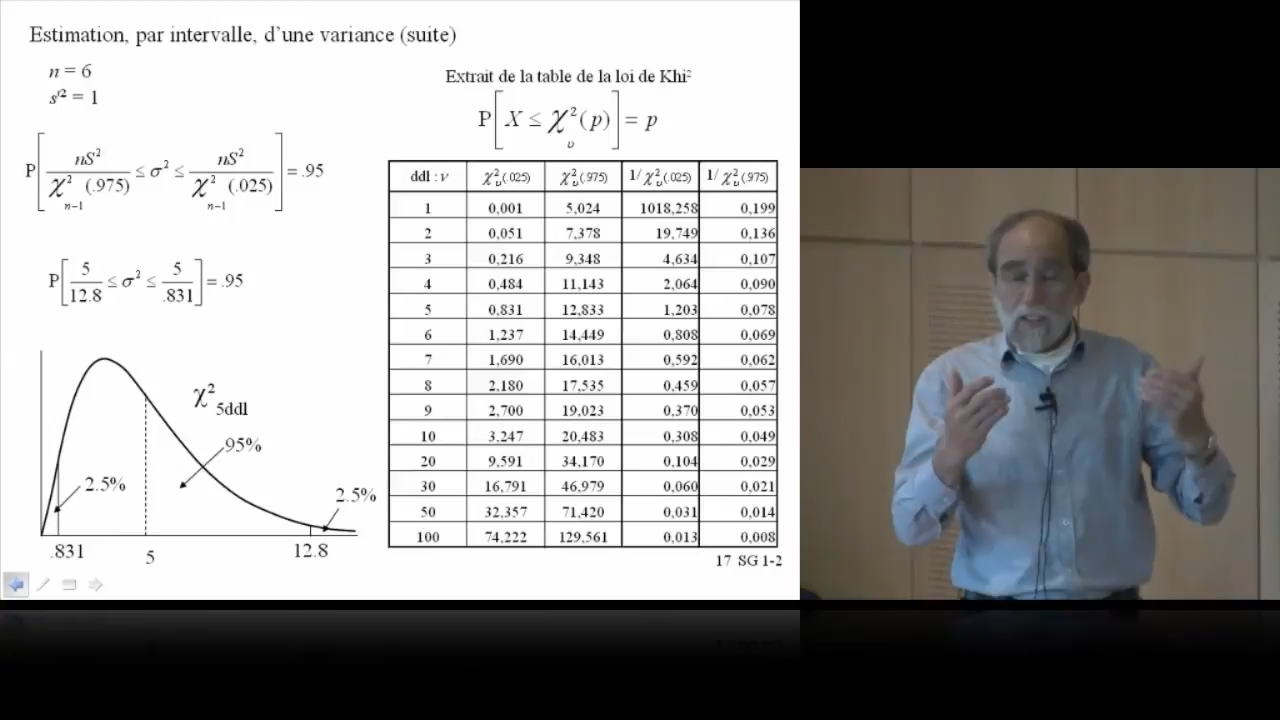 Estimation, par intervalle, d'une variance (suite)
n = 6
s'² = 1
P[ nS² / χ²n−1 (.975) ≤ σ² ≤ nS² / χ²n−1 (.025) ] = .95
P[ 5 / 12.8 ≤ σ² ≤ 5 / .831 ] = .95
χ² 5ddl
95%
2.5%
2.5%
.831 5 12.8
Extrait de la table de la loi de Khi²
P[ X ≤ χ²υ (p) ] = p
ddl : ν χ²υ(.025) χ²υ(.975) 1/χ²υ(.025) 1/χ²υ(.975)
1 0,001 5,024 1018,258 0,199
2 0,051 7,378 19,749 0,136
3 0,216 9,348 4,634 0,107
4 0,484 11,143 2,064 0,090
5 0,831 12,833 1,203 0,078
6 1,237 14,449 0,808 0,069
7 1,690 16,013 0,592 0,062
8 2,180 17,535 0,459 0,057
9 2,700 19,023 0,370 0,053
10 3,247 20,483 0,308 0,049
20 9,591 34,170 0,104 0,029
30 16,791 46,979 0,060 0,021
50 32,357 71,420 0,031 0,014
100 74,222 129,561 0,013 0,008
17 SG 1-2